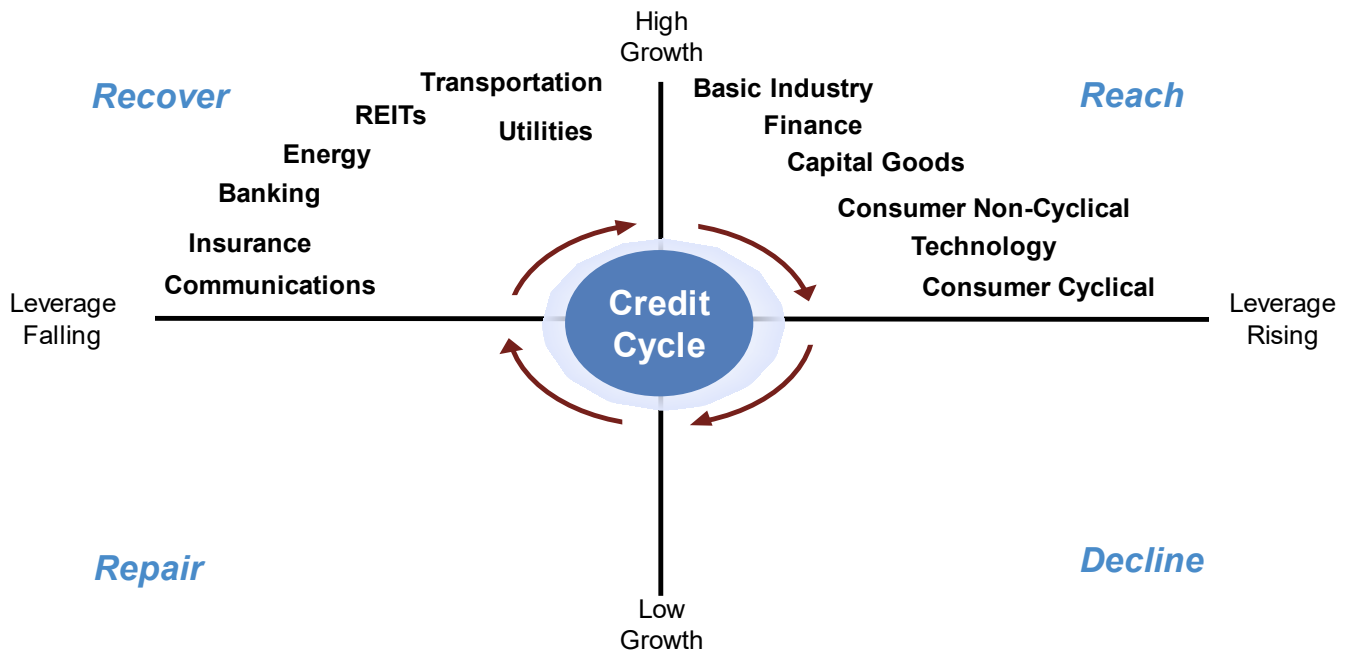 High
Growth
Recover
Transportation
REITs
Utilities
Energy
Banking
Insurance
Communications
Basic Industry
Finance
Capital Goods
Consumer Non-Cyclical
Technology
Consumer Cyclical
Reach
Leverage
Falling
Credit
Cycle
Leverage
Rising
Repair
Decline
Low
Growth